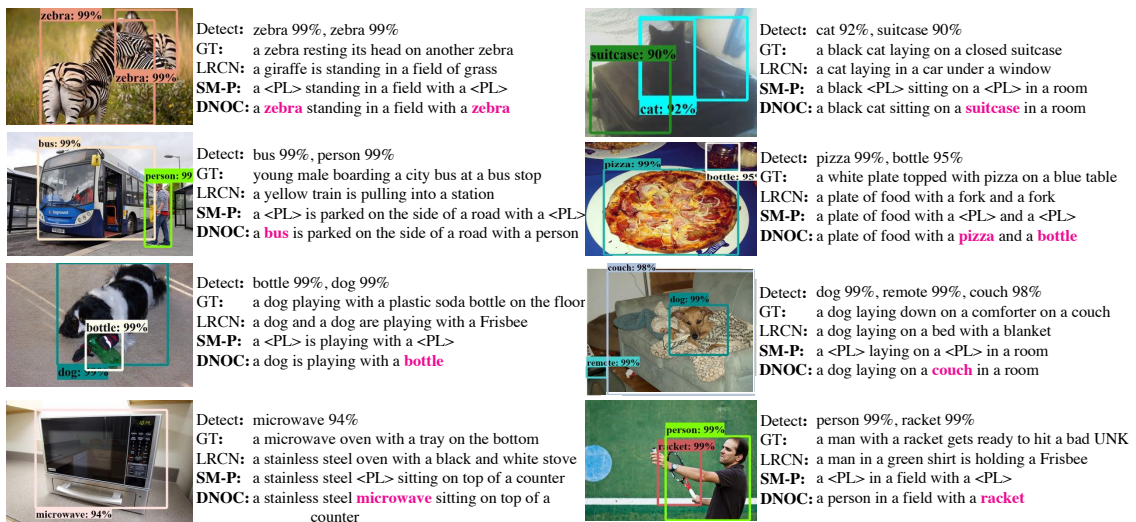 zebra: 99%
zebra: 99%
Detect: zebra 99%, zebra 99%
GT: a zebra resting its head on another zebra
LRCN: a giraffe is standing in a field of grass
SM-P: a <PL> standing in a field with a <PL>
DNOC: a zebra standing in a field with a zebra
suitcase: 90%
cat: 92%
Detect: cat 92%, suitcase 90%
GT: a black cat laying on a closed suitcase
LRCN: a cat laying in a car under a window
SM-P: a black <PL> sitting on a <PL> in a room
DNOC: a black cat sitting on a suitcase in a room
bus: 99%
person: 99
Detect: bus 99%, person 99%
GT: young male boarding a city bus at a bus stop
LRCN: a yellow train is pulling into a station
SM-P: a <PL> is parked on the side of a road with a <PL>
DNOC: a bus is parked on the side of a road with a person
pizza: 99%
bottle: 95%
Detect: pizza 99%, bottle 95%
GT: a white plate topped with pizza on a blue table
LRCN: a plate of food with a fork and a fork
SM-P: a plate of food with a <PL> and a <PL>
DNOC: a plate of food with a pizza and a bottle
bottle: 99%
dog: 99%
Detect: bottle 99%, dog 99%
GT: a dog playing with a plastic soda bottle on the floor
LRCN: a dog and a dog are playing with a Frisbee
SM-P: a <PL> is playing with a <PL>
DNOC: a dog is playing with a bottle
couch: 98%
dog: 99%
remote: 99%
Detect: dog 99%, remote 99%, couch 98%
GT: a dog laying down on a comforter on a couch
LRCN: a dog laying on a bed with a blanket
SM-P: a <PL> laying on a <PL> in a room
DNOC: a dog laying on a couch in a room
microwave: 94%
Detect: microwave 94%
GT: a microwave oven with a tray on the bottom
LRCN: a stainless steel oven with a black and white stove
SM-P: a stainless steel <PL> sitting on top of a counter
DNOC: a stainless steel microwave sitting on top of a
counter
person: 99%
racket: 99%
Detect: person 99%, racket 99%
GT: a man with a racket gets ready to hit a bad UNK
LRCN: a man in a green shirt is holding a Frisbee
SM-P: a <PL> in a field with a <PL>
DNOC: a person in a field with a racket